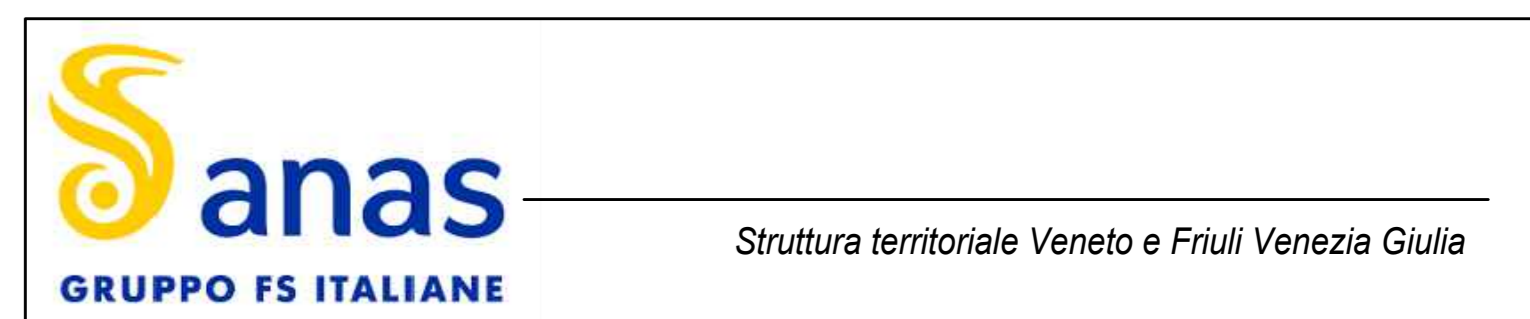 anas
GRUPPO FS ITALIANE
Struttura territoriale Veneto e Friuli Venezia Giulia